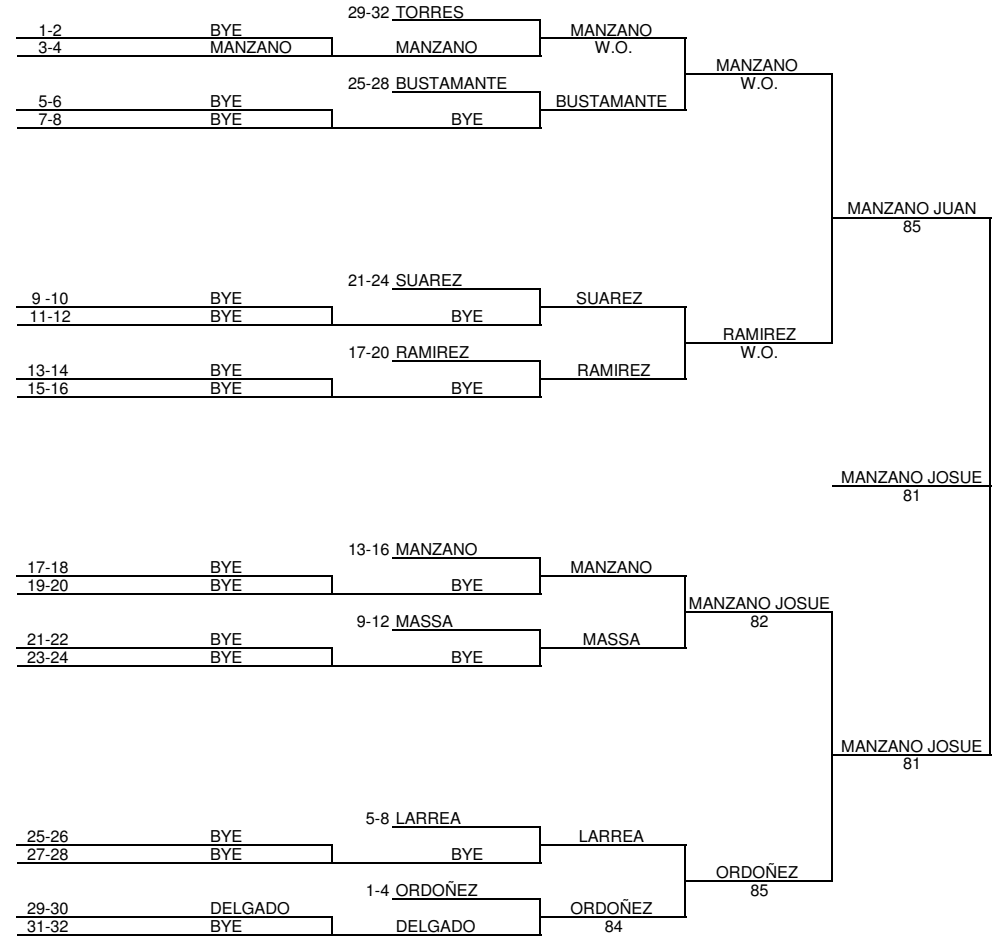 29-32 TORRES
1-2 BYE MANZANO
3-4 MANZANO MANZANO W.O.
MANZANO
25-28 BUSTAMANTE W.O.
5-6 BYE BUSTAMANTE
7-8 BYE BYE
MANZANO JUAN
85
21-24 SUAREZ
9 -10 BYE SUAREZ
11-12 BYE BYE
RAMIREZ
17-20 RAMIREZ W.O.
13-14 BYE RAMIREZ
15-16 BYE BYE
MANZANO JOSUE
81
13-16 MANZANO
17-18 BYE MANZANO
19-20 BYE BYE
MANZANO JOSUE
9-12 MASSA 82
21-22 BYE MASSA
23-24 BYE BYE
MANZANO JOSUE
81
5-8 LARREA
25-26 BYE LARREA
27-28 BYE BYE
ORDOÑEZ
1-4 ORDOÑEZ 85
29-30 DELGADO ORDOÑEZ
31-32 BYE DELGADO 84